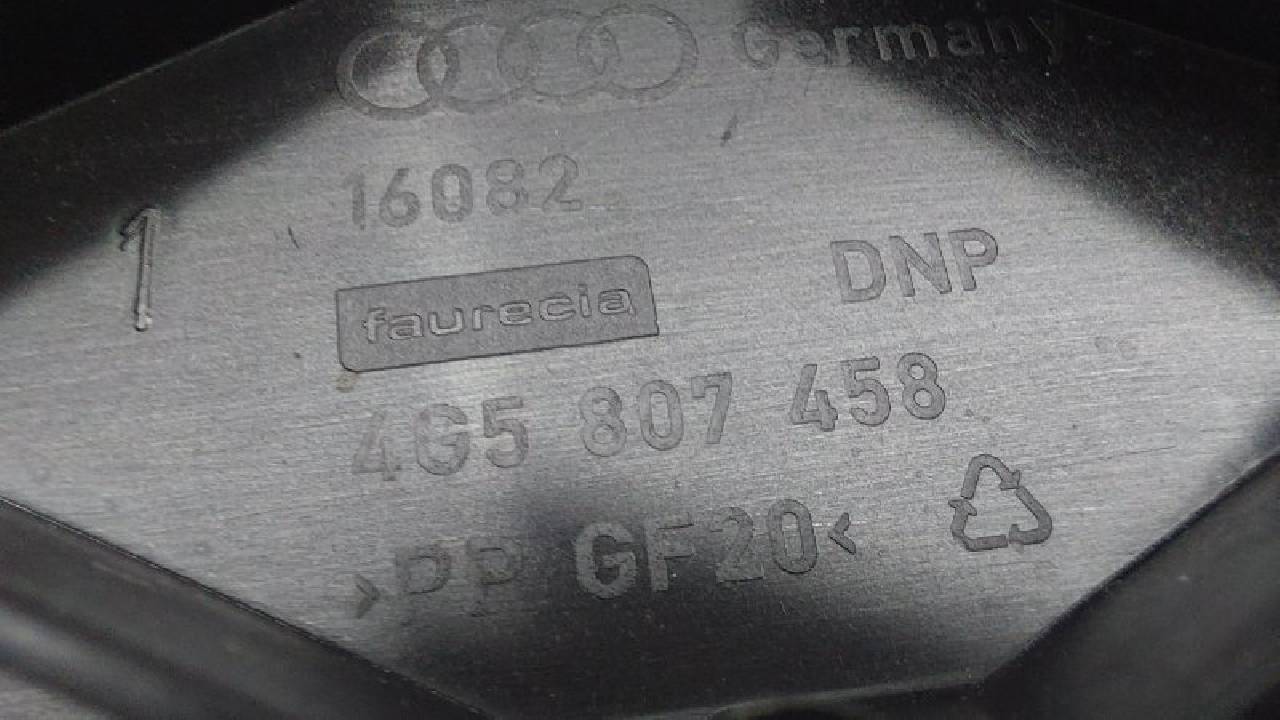 Germany
16082
1
faurecia
DNP
4G5 807 458
>PP GF20<